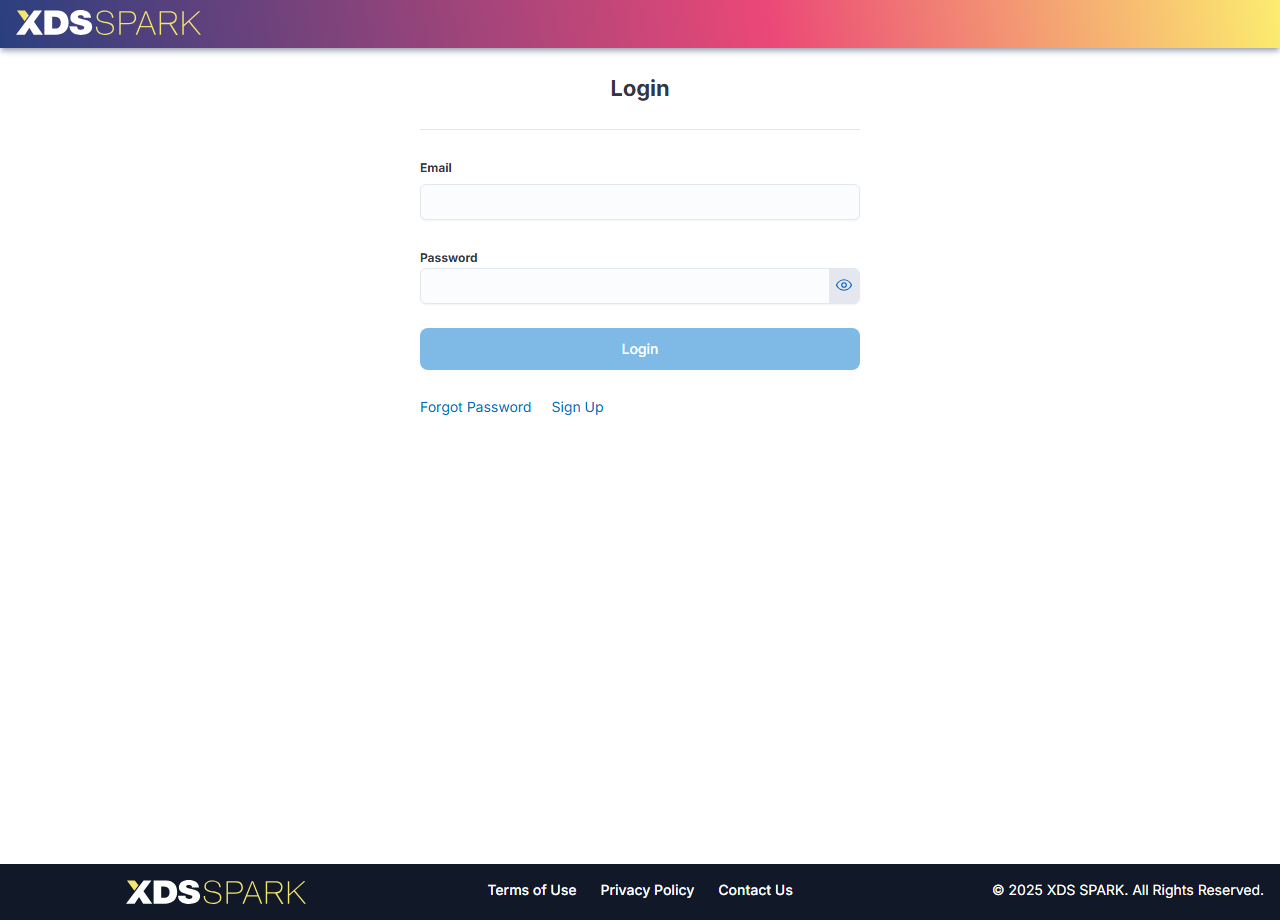 XDSSPARK
Login
Email
Password
Login
Forgot Password Sign Up
XDSSPARK Terms of Use Privacy Policy Contact Us © 2025 XDS SPARK. All Rights Reserved.